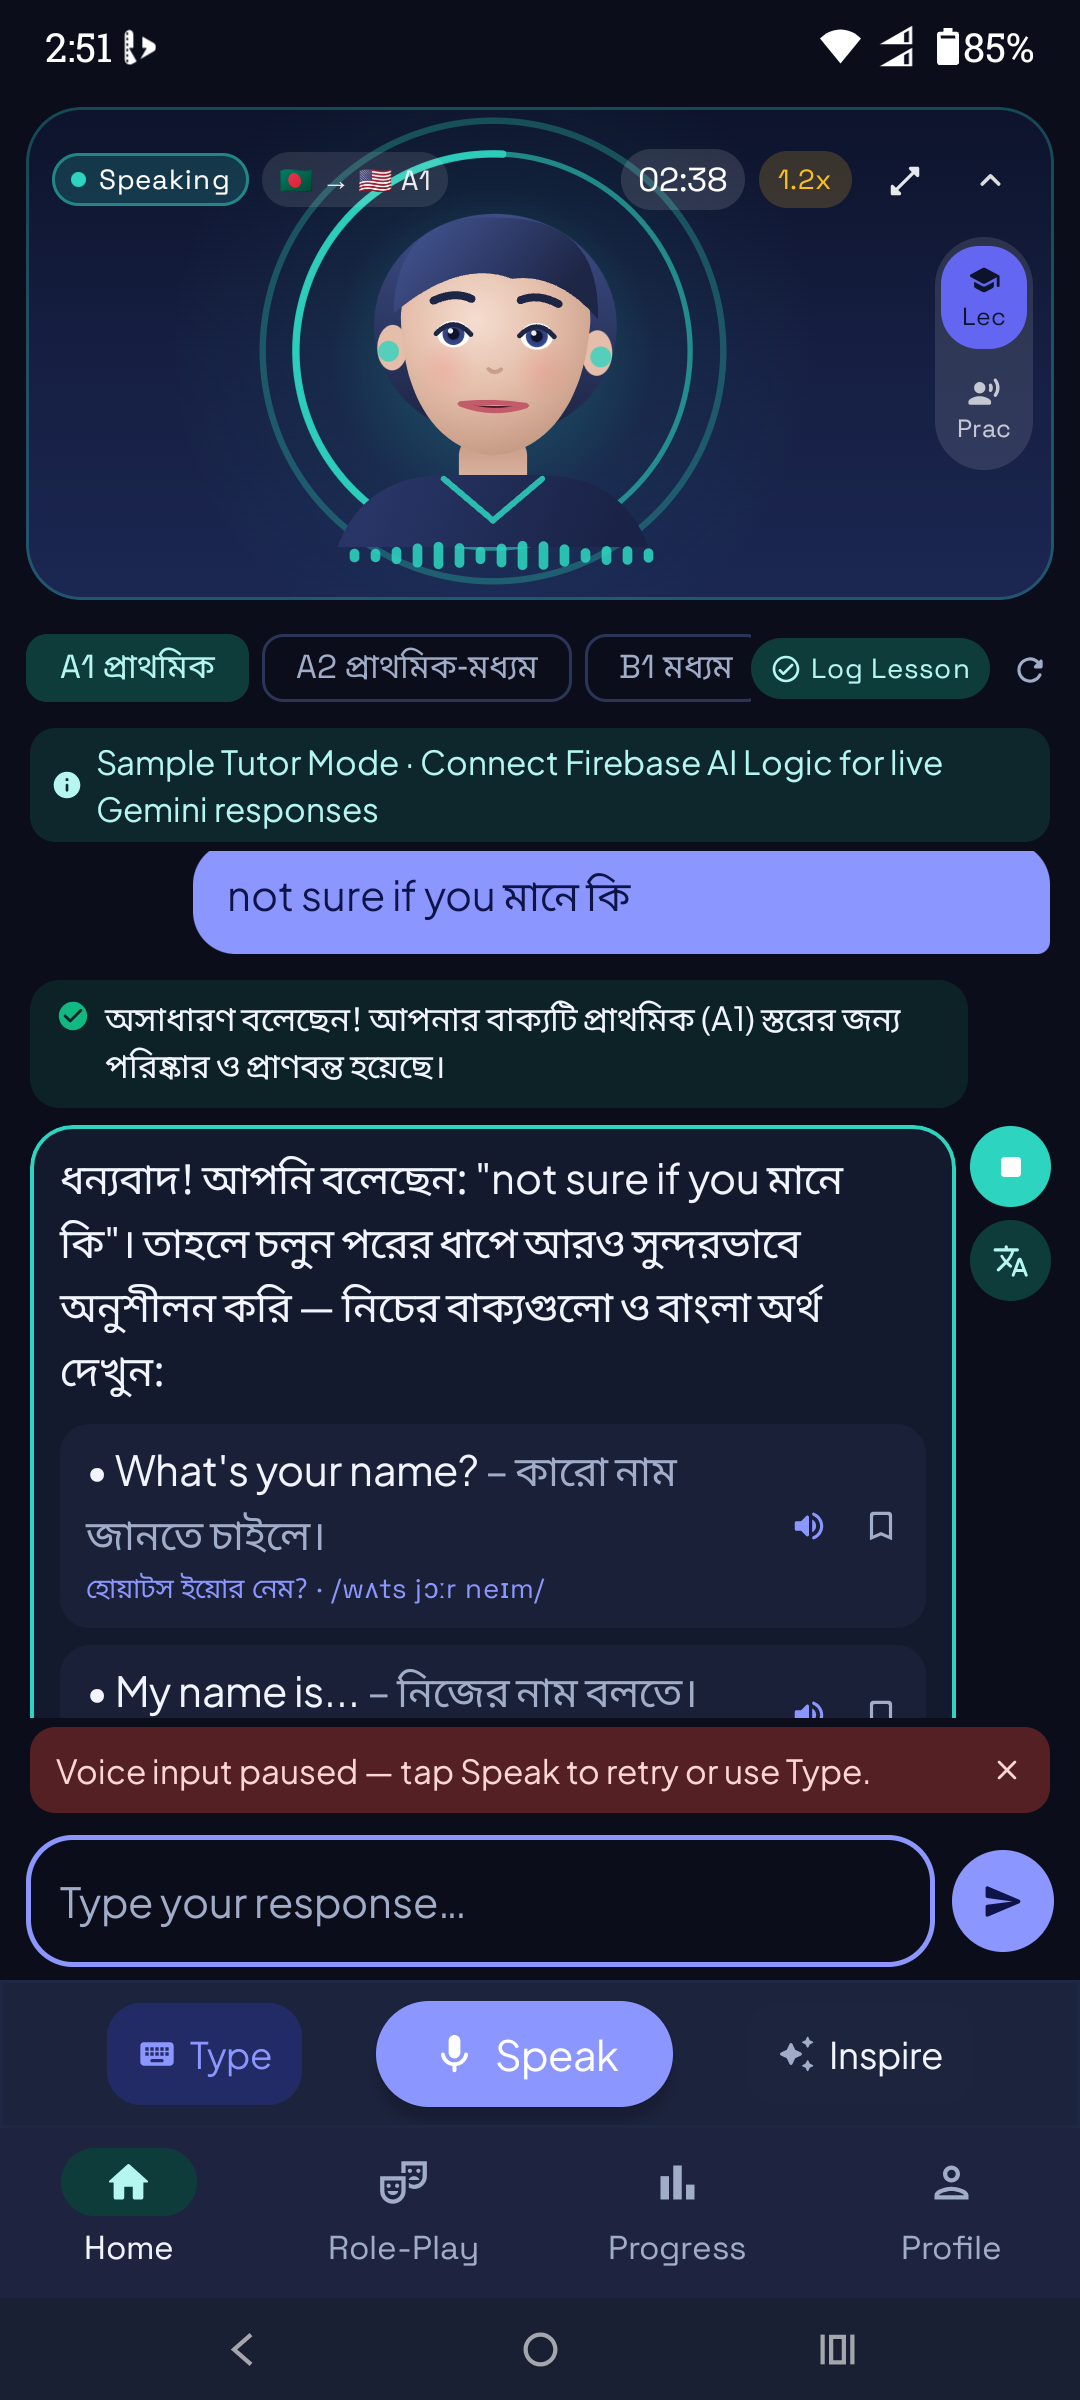 2:51
85%
Speaking
→ A1
02:38
1.2x
Lec
Prac
A1 প্রাথমিক
A2 প্রাথমিক-মধ্যম
B1 মধ্যম
Log Lesson
Sample Tutor Mode · Connect Firebase AI Logic for live
Gemini responses
not sure if you মানে কি
অসাধারণ বলেছেন! আপনার বাক্যটি প্রাথমিক (A1) স্তরের জন্য
পরিষ্কার ও প্রাণবন্ত হয়েছে।
ধন্যবাদ! আপনি বলেছেন: "not sure if you মানে
কি"। তাহলে চলুন পরের ধাপে আরও সুন্দরভাবে
অনুশীলন করি — নিচের বাক্যগুলো ও বাংলা অর্থ
দেখুন:
• What's your name? – কারো নাম
জানতে চাইলে।
হোয়াটস ইয়োর নেম? · /wʌts jɔːr neɪm/
• My name is... – নিজের নাম বলতে।
Voice input paused — tap Speak to retry or use Type.
Type your response...
Type
Speak
Inspire
Home
Role-Play
Progress
Profile